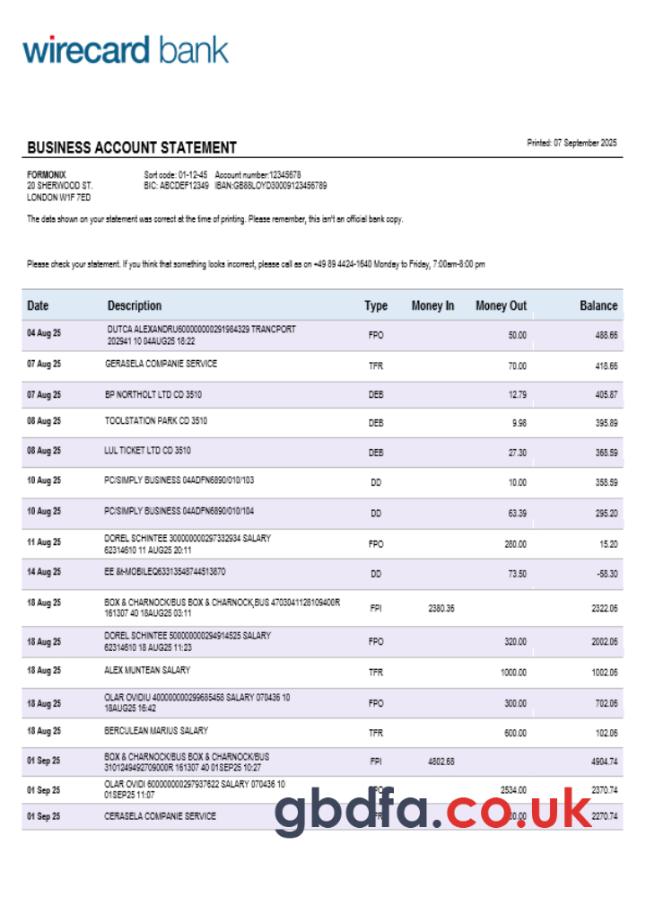 wirecard bank
BUSINESS ACCOUNT STATEMENT
Printed: 07 September 2025
FORMONIX Sort code: 01-12-45 Account number:12345678
20 SHERWOOD ST. BIC: ABCDEF12349 IBAN:GB88LOYD30009123456789
LONDON W1F 7ED
The data shown on your statement was correct at the time of printing. Please remember, this isn't an official bank copy.
Please check your statement. If you think that something looks incorrect, please call as on +49 89 4424-1640 Monday to Friday, 7:00am-8:00 pm
Date Description Type Money In Money Out Balance
04 Aug 25 DUTCA ALEXANDRU600000000291984329 TRANCPORT
202941 10 04AUG25 18:22 FPO 50.00 488.66
07 Aug 25 GERASELA COMPANIE SERVICE TFR 70.00 418.66
07 Aug 25 BP NORTHOLT LTD CD 3510 DEB 12.79 405.87
08 Aug 25 TOOLSTATION PARK CD 3510 DEB 9.98 395.89
08 Aug 25 LUL TICKET LTD CD 3510 DEB 27.30 368.59
10 Aug 25 PC/SIMPLY BUSINESS 04ADFN6890/010/103 DD 10.00 358.59
10 Aug 25 PC/SIMPLY BUSINESS 04ADFN6890/010/104 DD 63.39 295.20
11 Aug 25 DOREL SCHINTEE 300000000297332934 SALARY
62314610 11 AUG25 20:11 FPO 280.00 15.20
14 Aug 25 EE &t-MOBILEQ63313548744513870 DD 73.50 -58.30
18 Aug 25 BOX & CHARNOCK/BUS BOX & CHARNOCK,BUS 4703041128109400R
161307 40 18AUG25 03:11 FPI 2380.36 2322.06
18 Aug 25 DOREL SCHINTEE 500000000294914525 SALARY
62314618 18 AUG25 11:23 FPO 320.00 2002.06
18 Aug 25 ALEX MUNTEAN SALARY TFR 1000.00 1002.06
18 Aug 25 OLAR OVIDIU 400000000299685458 SALARY 070436 10
18AUG25 16:42 FPO 300.00 702.06
18 Aug 25 BERCULEAN MARIUS SALARY TFR 600.00 102.06
01 Sep 25 BOX & CHARNOCK/BUS BOX & CHARNOCK/BUS
3101249492709000R 161307 40 01SEP25 10:27 FPI 4802.68 4904.74
01 Sep 25 OLAR OVIDI 600000000297937622 SALARY 070436 10
01SEP25 11:07 2534.00 2370.74
01 Sep 25 CERASELA COMPANIE SERVICE 2270.74
gbdfa.co.uk